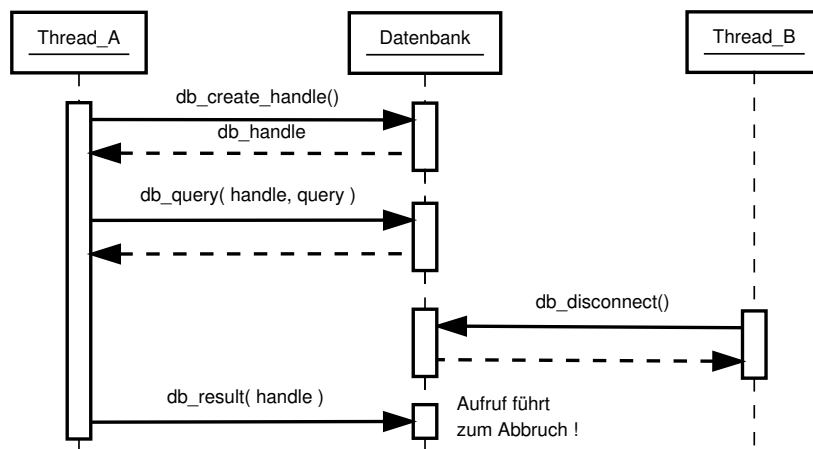 Thread_A
Datenbank
Thread_B
db_create_handle()
db_handle
db_query( handle, query )
db_disconnect()
db_result( handle )
Aufruf führt
zum Abbruch !